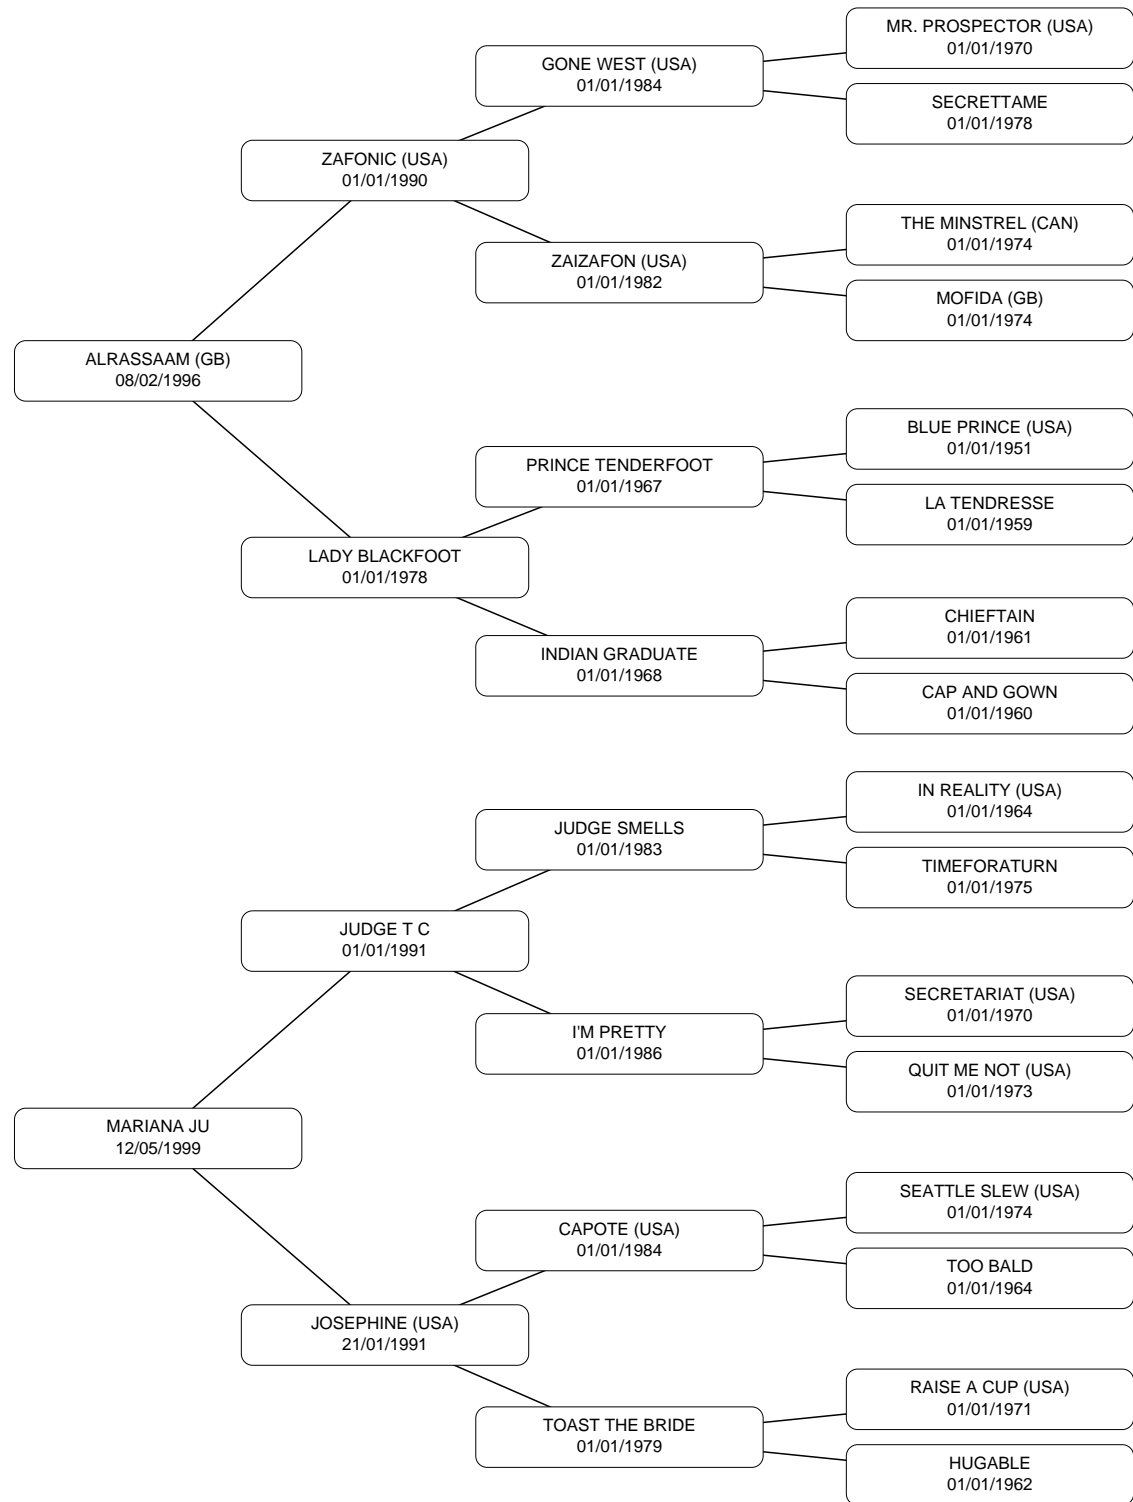 MR. PROSPECTOR (USA)
01/01/1970
GONE WEST (USA)
01/01/1984
SECRETTAME
01/01/1978
ZAFONIC (USA)
01/01/1990
THE MINSTREL (CAN)
01/01/1974
ZAIZAFON (USA)
01/01/1982
MOFIDA (GB)
01/01/1974
ALRASSAAM (GB)
08/02/1996
BLUE PRINCE (USA)
01/01/1951
PRINCE TENDERFOOT
01/01/1967
LA TENDRESSE
01/01/1959
LADY BLACKFOOT
01/01/1978
CHIEFTAIN
01/01/1961
INDIAN GRADUATE
01/01/1968
CAP AND GOWN
01/01/1960
IN REALITY (USA)
01/01/1964
JUDGE SMELLS
01/01/1983
TIMEFORATURN
01/01/1975
JUDGE T C
01/01/1991
SECRETARIAT (USA)
01/01/1970
I'M PRETTY
01/01/1986
QUIT ME NOT (USA)
01/01/1973
MARIANA JU
12/05/1999
SEATTLE SLEW (USA)
01/01/1974
CAPOTE (USA)
01/01/1984
TOO BALD
01/01/1964
JOSEPHINE (USA)
21/01/1991
RAISE A CUP (USA)
01/01/1971
TOAST THE BRIDE
01/01/1979
HUGABLE
01/01/1962